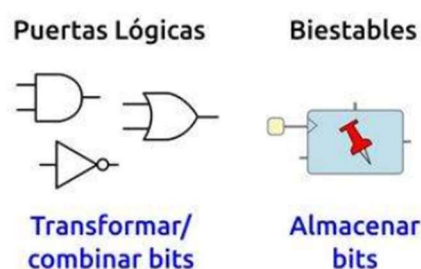 Puertas Lógicas
Biestables
Transformar/
combinar bits
Almacenar
bits